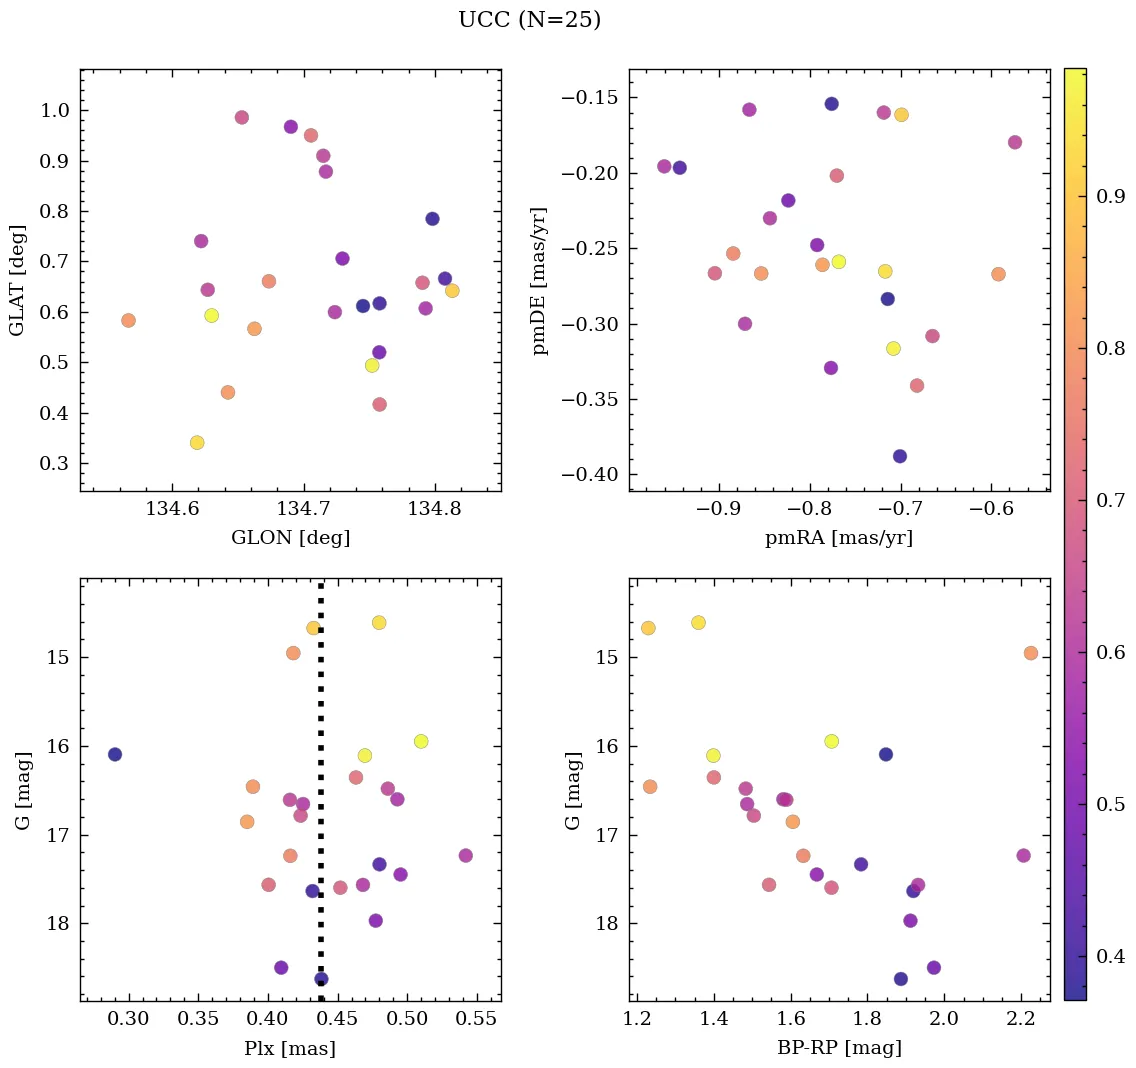 UCC (N=25)
1.0
0.9
0.8
0.7
0.6
0.5
0.4
0.3
GLAT [deg]
134.6 134.7 134.8
GLON [deg]
−0.15
−0.20
−0.25
−0.30
−0.35
−0.40
pmDE [mas/yr]
−0.9 −0.8 −0.7 −0.6
pmRA [mas/yr]
15
16
17
18
G [mag]
0.30 0.35 0.40 0.45 0.50 0.55
Plx [mas]
15
16
17
18
G [mag]
1.2 1.4 1.6 1.8 2.0 2.2
BP-RP [mag]
0.9
0.8
0.7
0.6
0.5
0.4